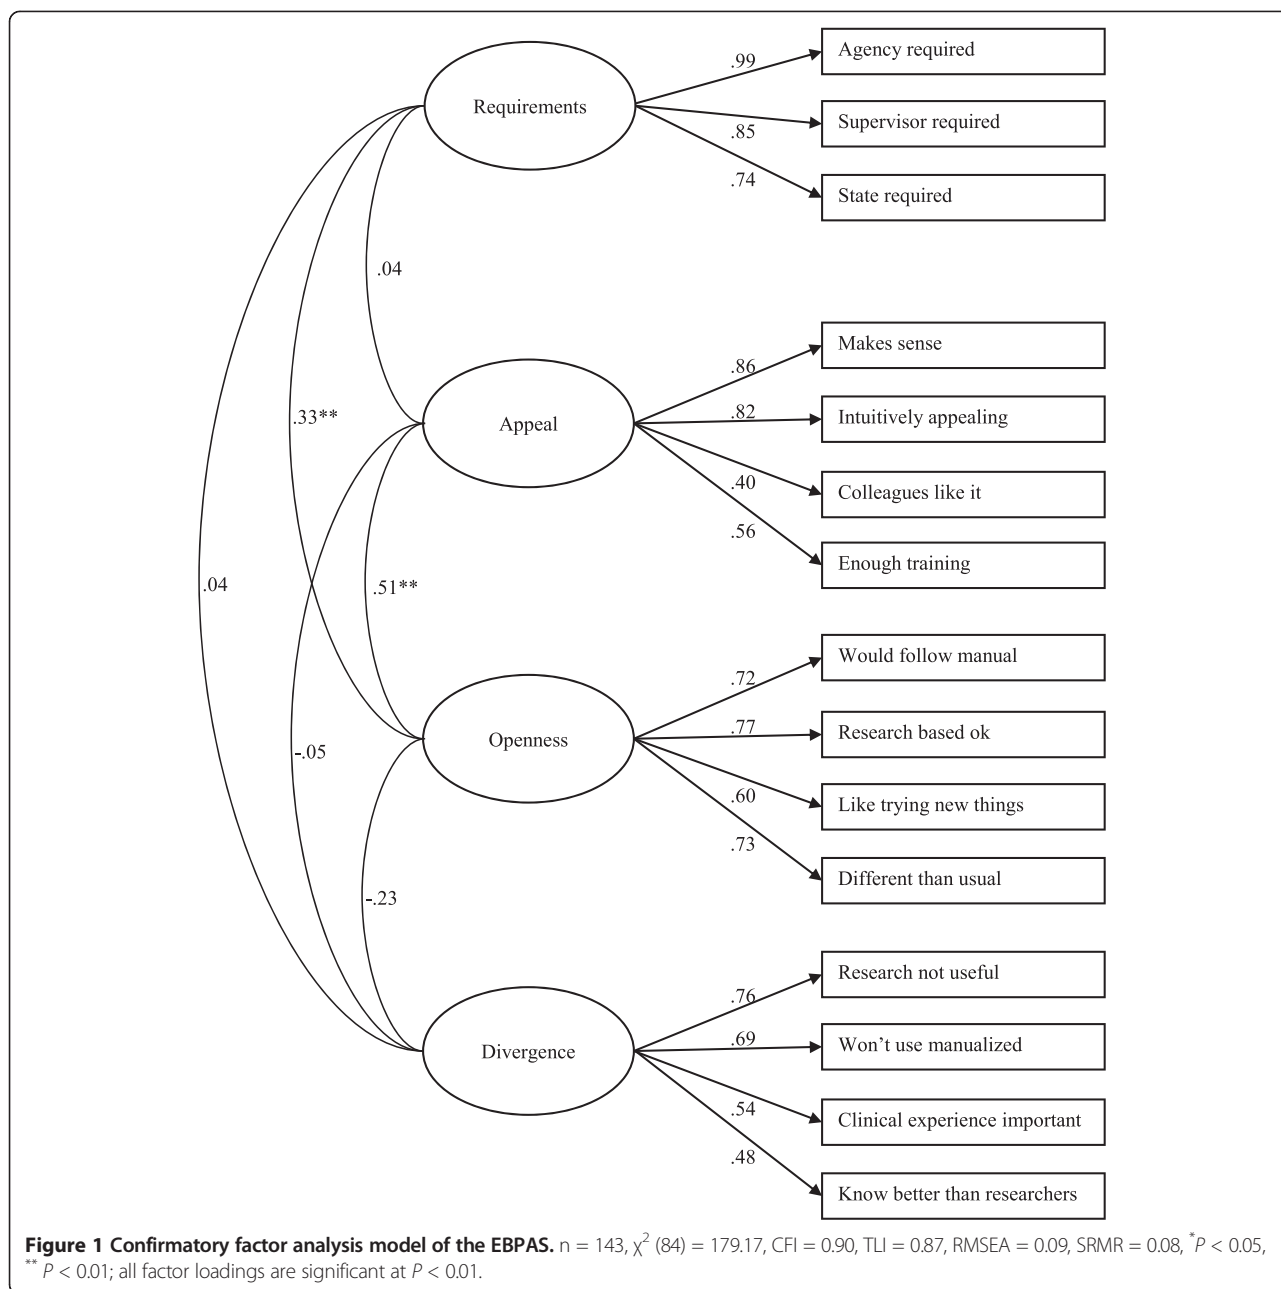 Requirements
.99
Agency required
.85
Supervisor required
.74
State required
.04
.33**
Appeal
.86
Makes sense
.82
Intuitively appealing
.40
Colleagues like it
.56
Enough training
.04
.51**
Openness
.72
Would follow manual
.77
Research based ok
.60
Like trying new things
.73
Different than usual
-.05
-.23
Divergence
.76
Research not useful
.69
Won’t use manualized
.54
Clinical experience important
.48
Know better than researchers
Figure 1 Confirmatory factor analysis model of the EBPAS. n = 143, χ² (84) = 179.17, CFI = 0.90, TLI = 0.87, RMSEA = 0.09, SRMR = 0.08, *P < 0.05,
** P < 0.01; all factor loadings are significant at P < 0.01.